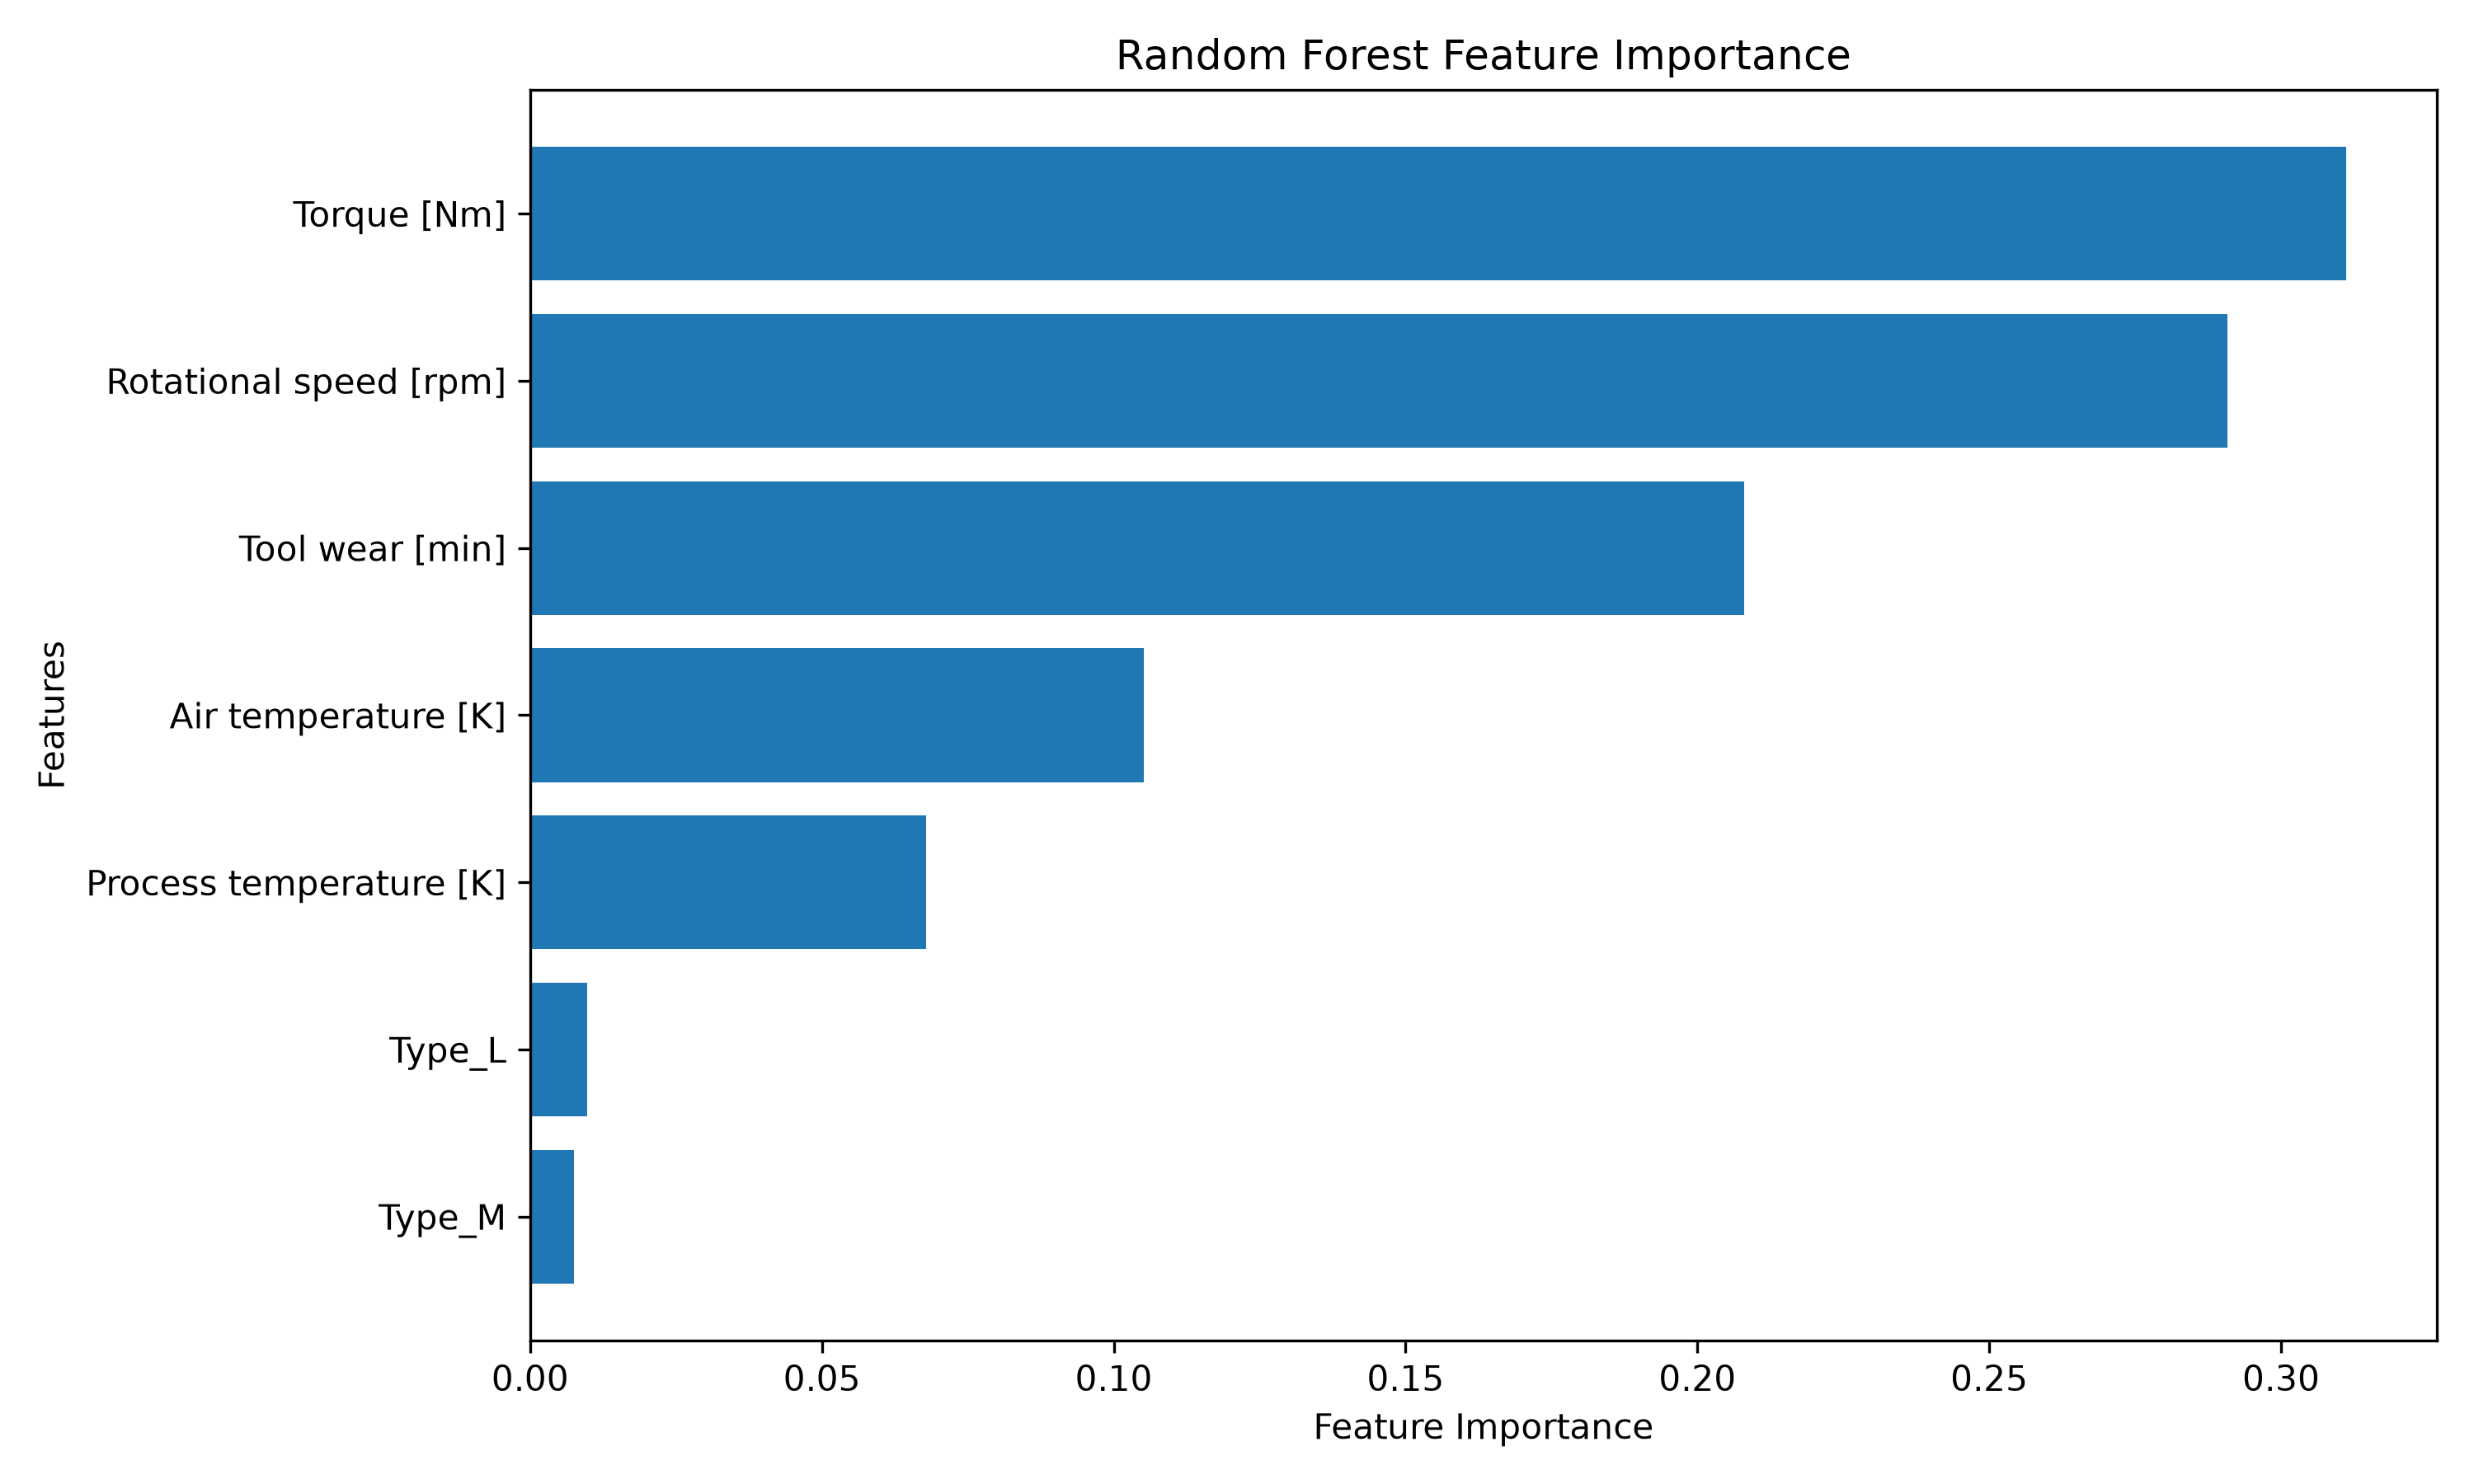 Random Forest Feature Importance
Torque [Nm]
Rotational speed [rpm]
Tool wear [min]
Air temperature [K]
Process temperature [K]
Type_L
Type_M
Features
0.00 0.05 0.10 0.15 0.20 0.25 0.30
Feature Importance